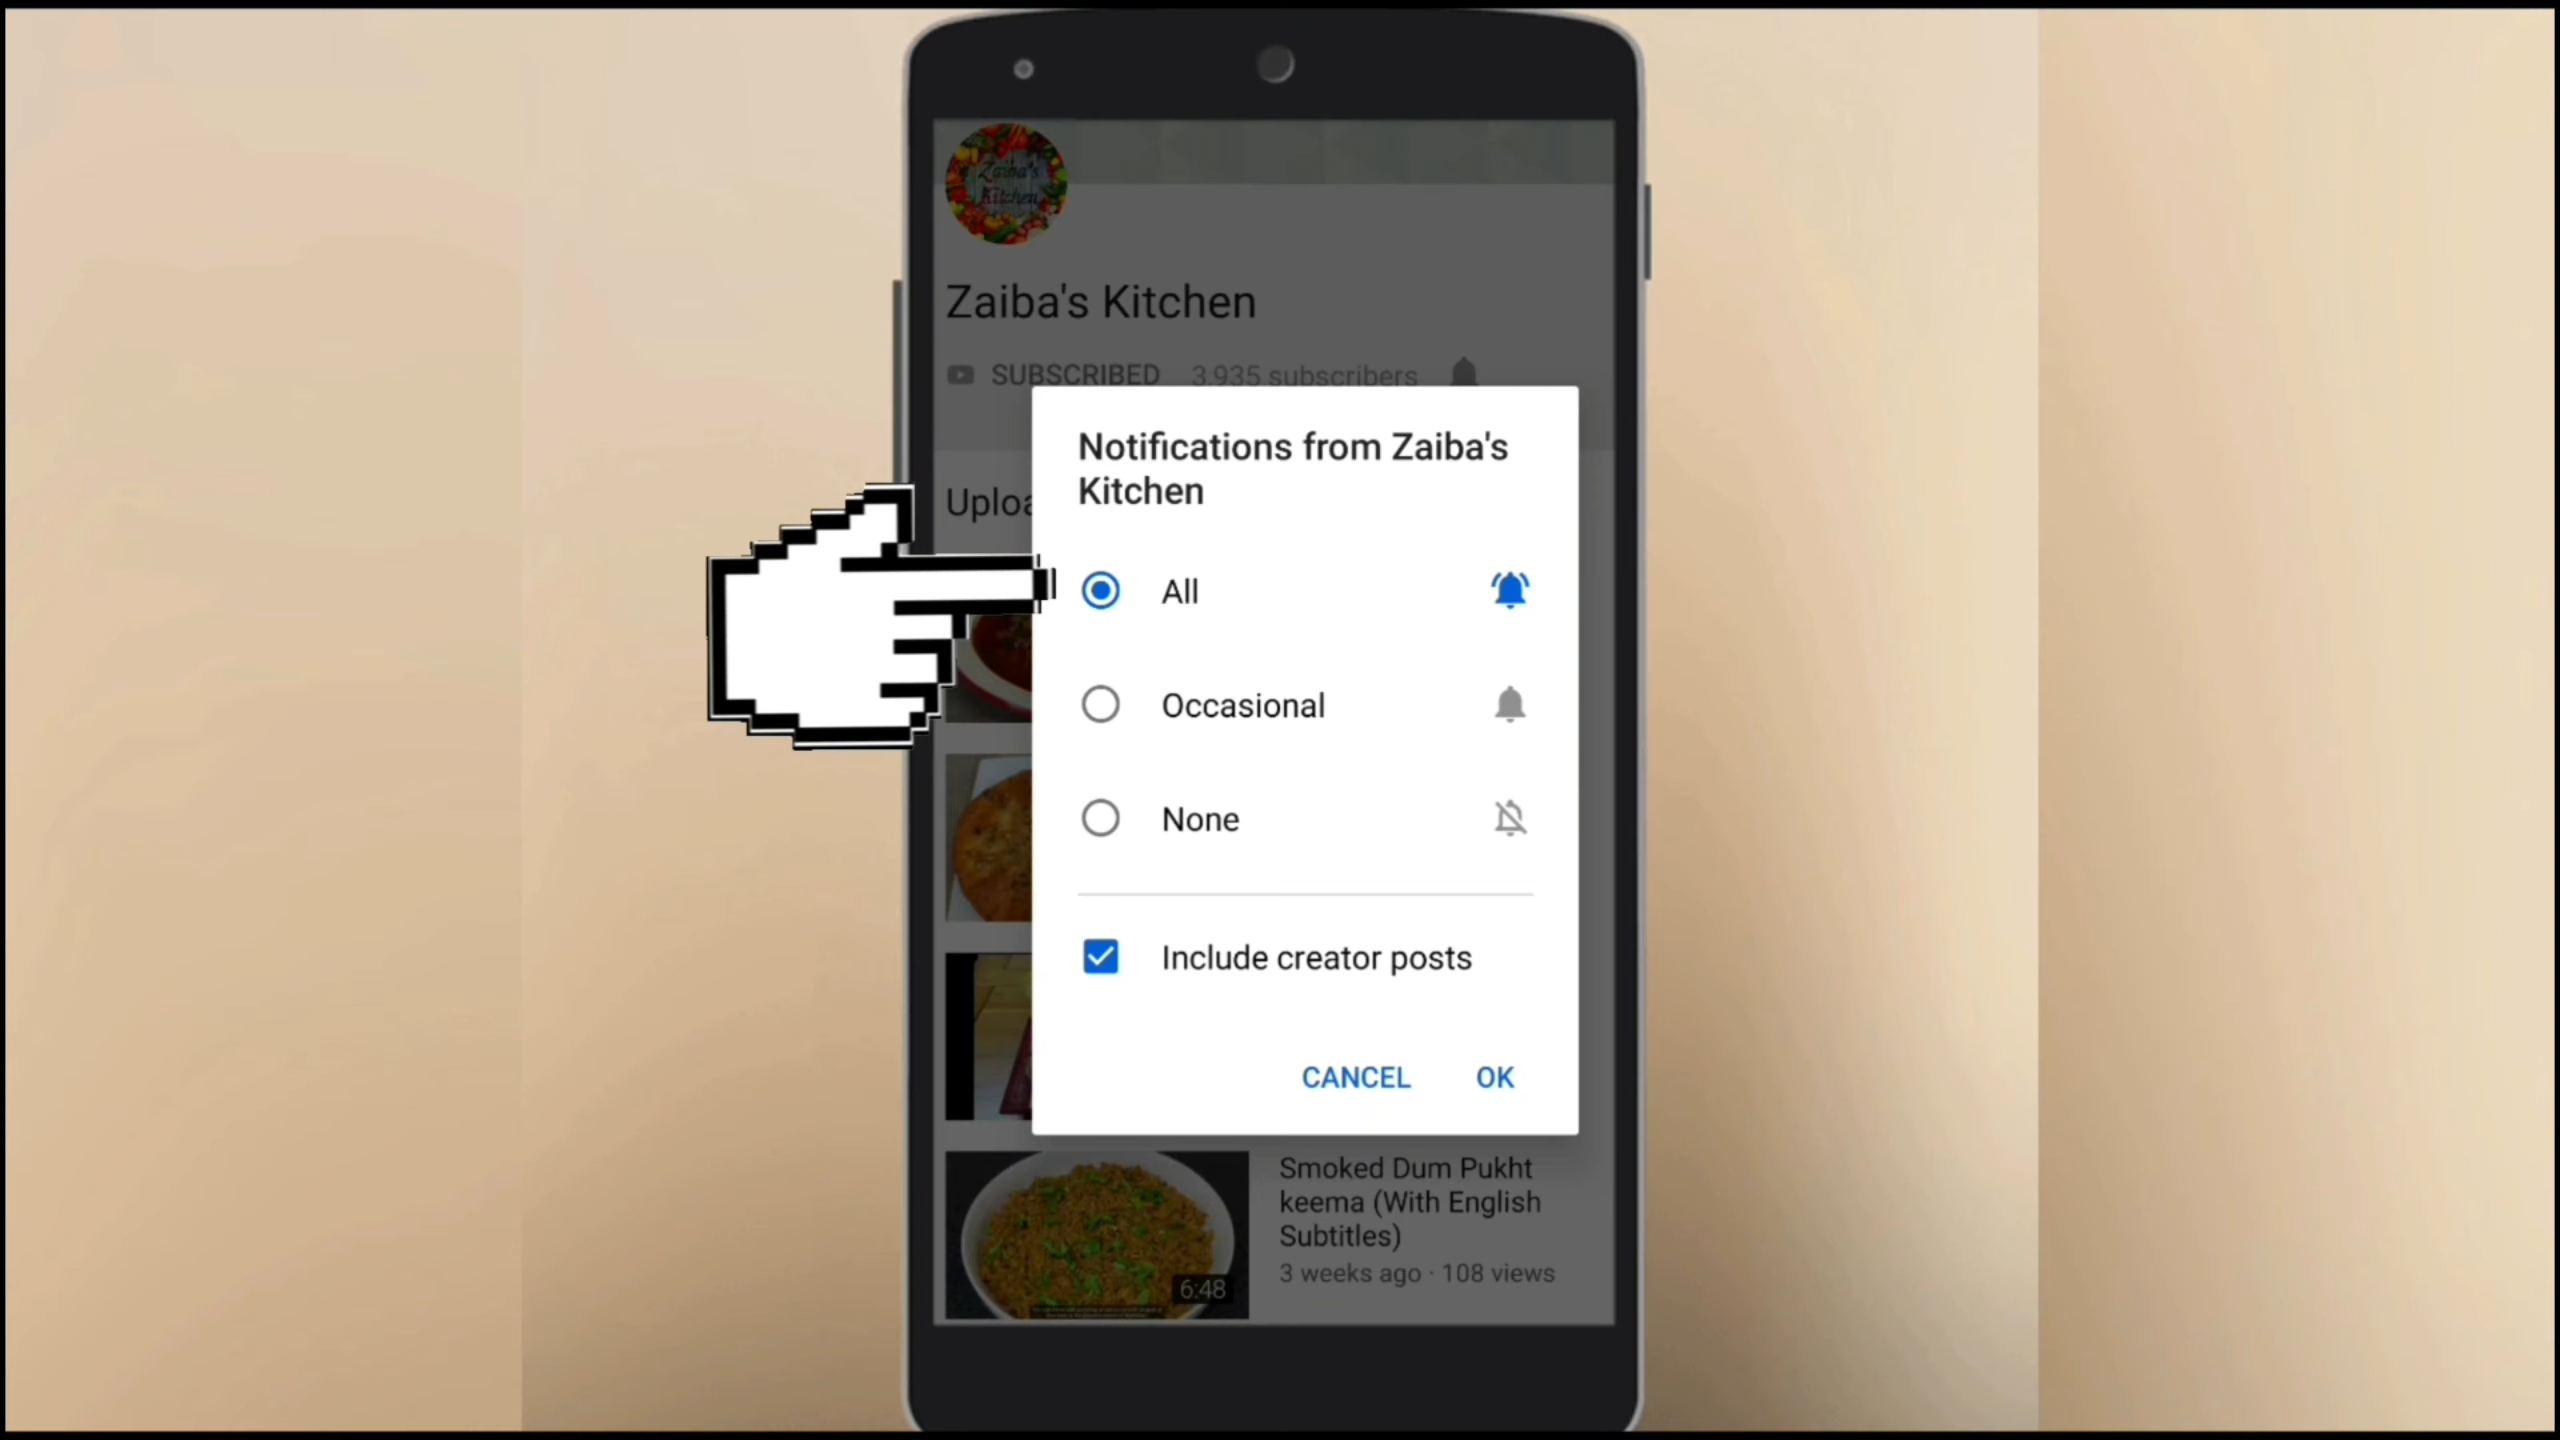 Zaiba's
Kitchen
Zaiba's Kitchen
SUBSCRIBED 3,935 subscribers
Notifications from Zaiba's
Kitchen
All
Occasional
None
Include creator posts
CANCEL OK
Smoked Dum Pukht
keema (With English
Subtitles)
3 weeks ago · 108 views
6:48